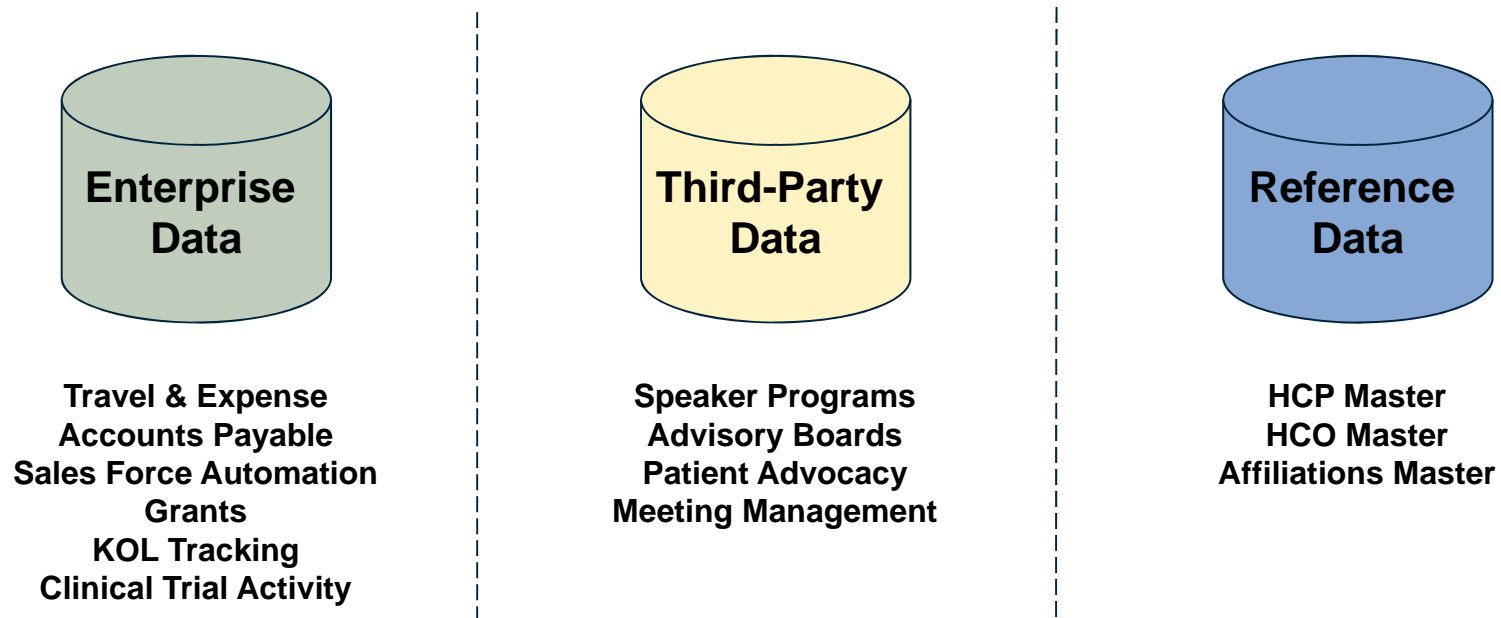 Enterprise
Data
Travel & Expense
Accounts Payable
Sales Force Automation
Grants
KOL Tracking
Clinical Trial Activity
Third-Party
Data
Speaker Programs
Advisory Boards
Patient Advocacy
Meeting Management
Reference
Data
HCP Master
HCO Master
Affiliations Master